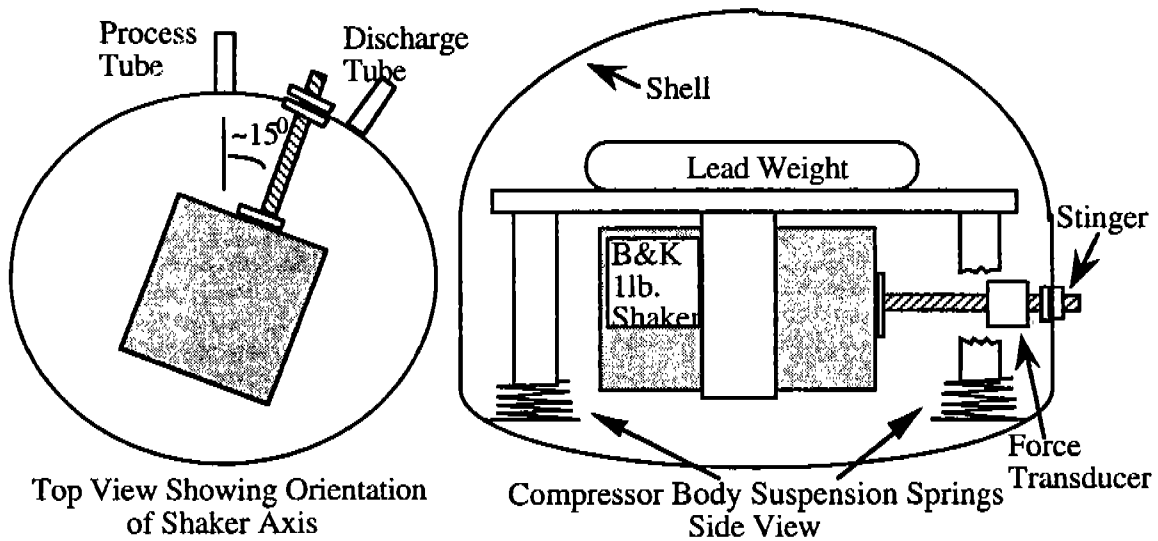 Process
Tube
Discharge
Tube
~15⁰
Top View Showing Orientation
of Shaker Axis
Shell
Lead Weight
Stinger
B&K
1lb.
Shaker
Force
Transducer
Compressor Body Suspension Springs
Side View